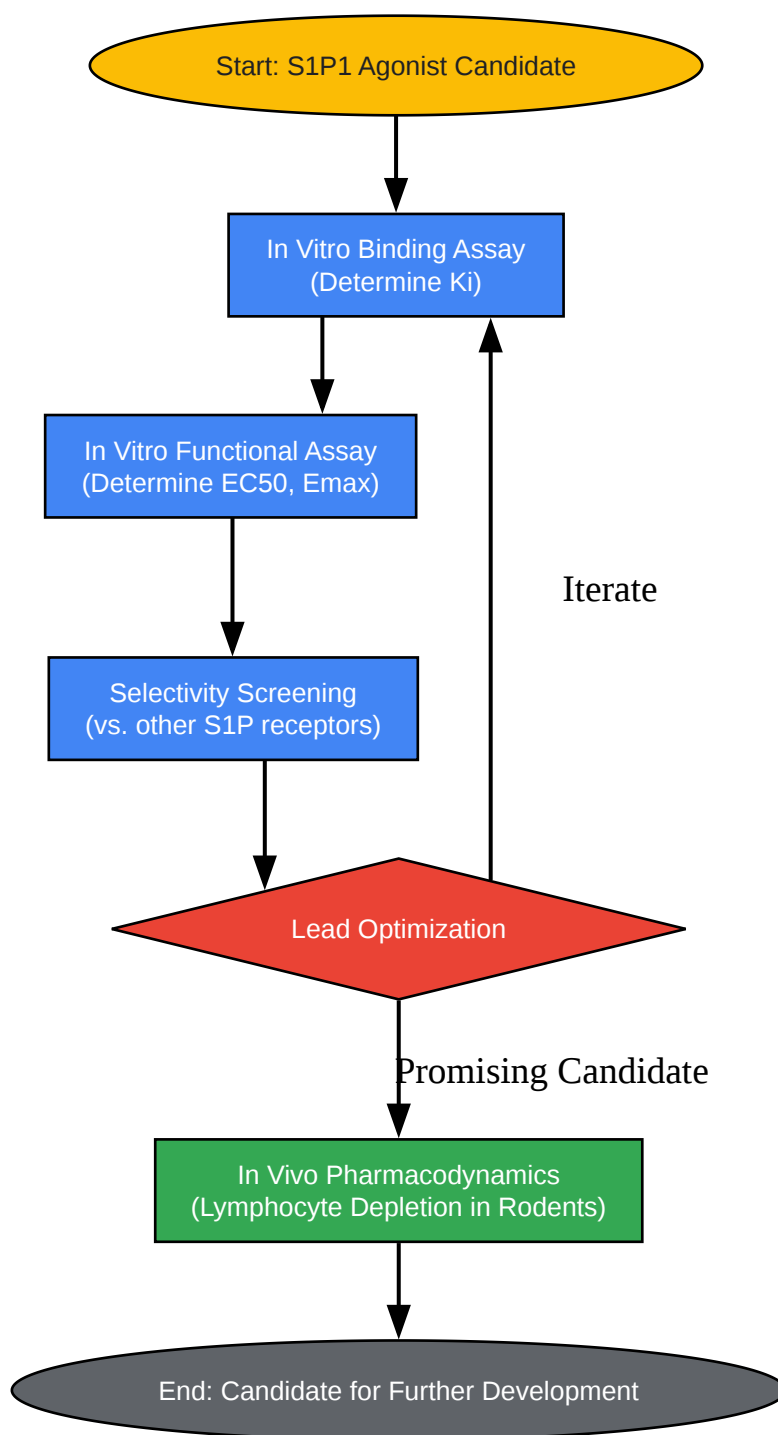 Start: S1P1 Agonist Candidate
In Vitro Binding Assay
(Determine Ki)
In Vitro Functional Assay
(Determine EC50, Emax)
Iterate
Selectivity Screening
(vs. other S1P receptors)
Lead Optimization
Promising Candidate
In Vivo Pharmacodynamics
(Lymphocyte Depletion in Rodents)
End: Candidate for Further Development